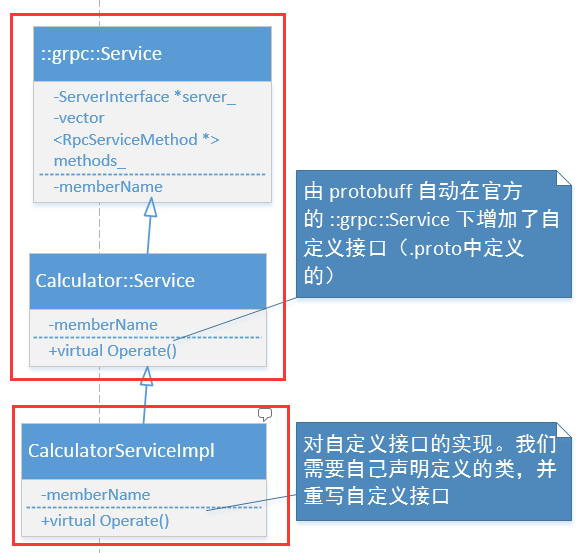 ::grpc::Service
-ServerInterface *server_
-vector
<RpcServiceMethod *>
methods_
-memberName
由 protobuff 自动在官方
的 ::grpc::Service 下增加了自
定义接口（.proto中定义
的）
Calculator::Service
-memberName
+virtual Operate()
CalculatorServiceImpl
-memberName
+virtual Operate()
对自定义接口的实现。我们
需要自己声明定义的类，并
重写自定义接口